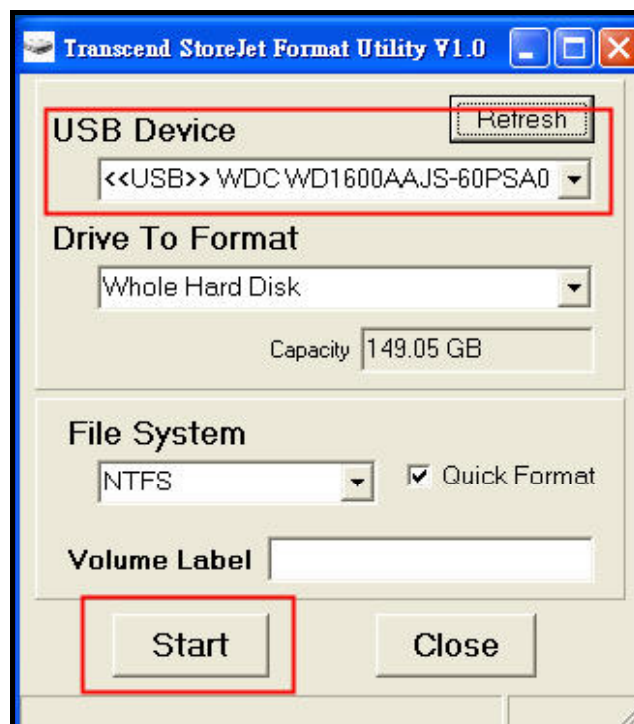 Transcend StoreJet Format Utility V1.0
Refresh
USB Device
<<USB>> WDC WD1600AAJS-60PSA0
Drive To Format
Whole Hard Disk
Capacity 149.05 GB
File System
NTFS Quick Format
Volume Label
Start Close